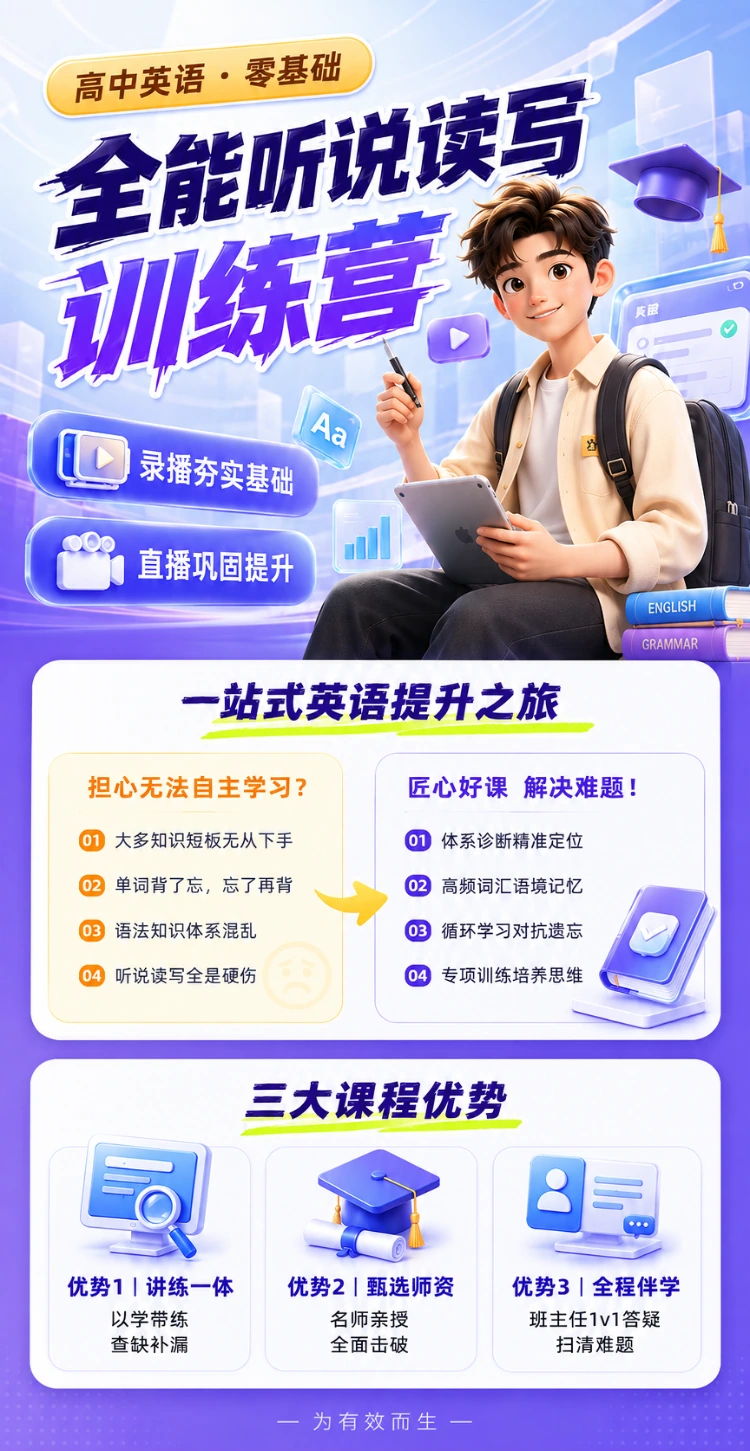 高中英语 · 零基础
全能听说读写
训练营
Aa
录播夯实基础
直播巩固提升
ENGLISH
GRAMMAR
一站式英语提升之旅
担心无法自主学习？
01 大多知识短板无从下手
02 单词背了忘，忘了再背
03 语法知识体系混乱
04 听说读写全是硬伤
匠心好课 解决难题！
01 体系诊断精准定位
02 高频词汇语境记忆
03 循环学习对抗遗忘
04 专项训练培养思维
三大课程优势
优势1 | 讲练一体
以学带练
查缺补漏
优势2 | 甄选师资
名师亲授
全面击破
优势3 | 全程伴学
班主任1v1答疑
扫清难题
— 为有效而生 —